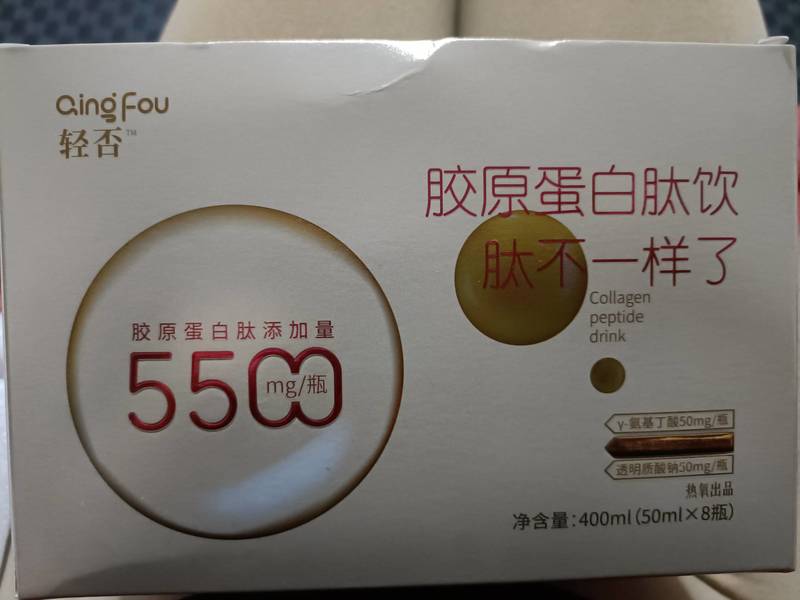 QingFou
轻否™
胶原蛋白肽饮
肽不一样了
Collagen
peptide
drink
胶原蛋白肽添加量
5500
mg/瓶
γ-氨基丁酸50mg/瓶
透明质酸钠50mg/瓶
热氧出品
净含量:400ml(50ml×8瓶)